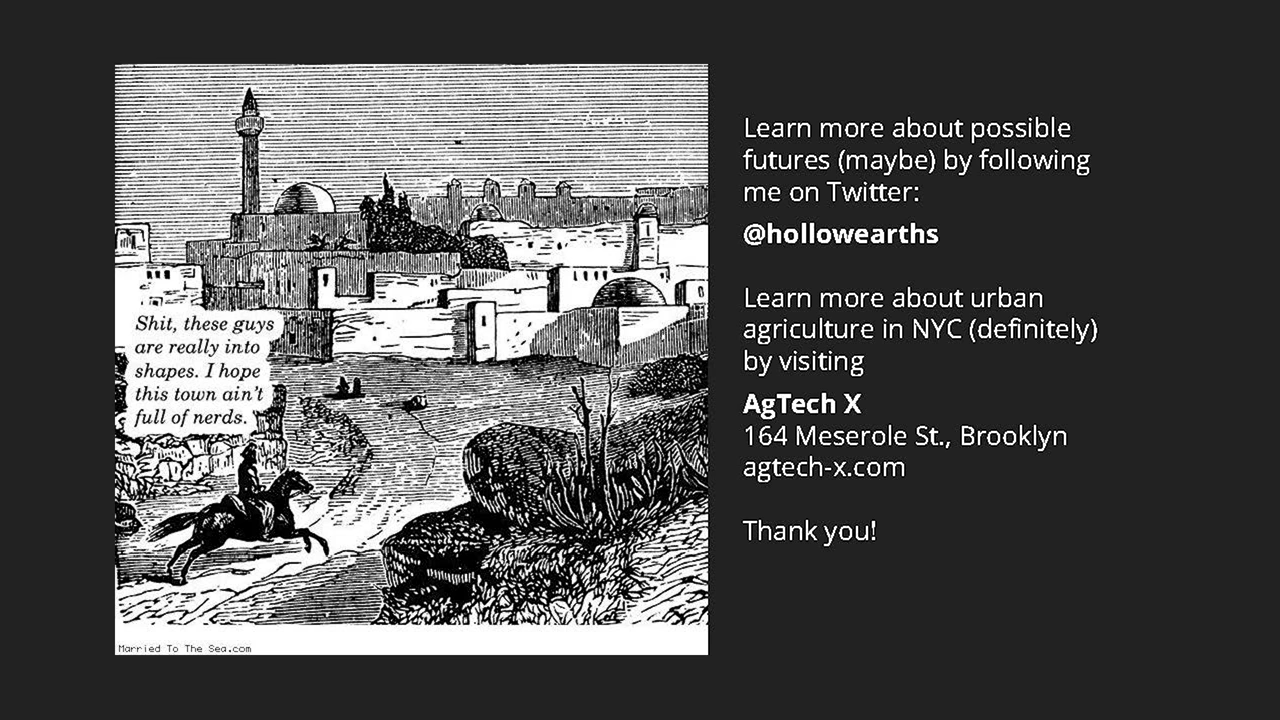 Shit, these guys
are really into
shapes. I hope
this town ain't
full of nerds.
Married To The Sea.com
Learn more about possible
futures (maybe) by following
me on Twitter:
@hollowearths
Learn more about urban
agriculture in NYC (definitely)
by visiting
AgTech X
164 Meserole St., Brooklyn
agtech-x.com
Thank you!